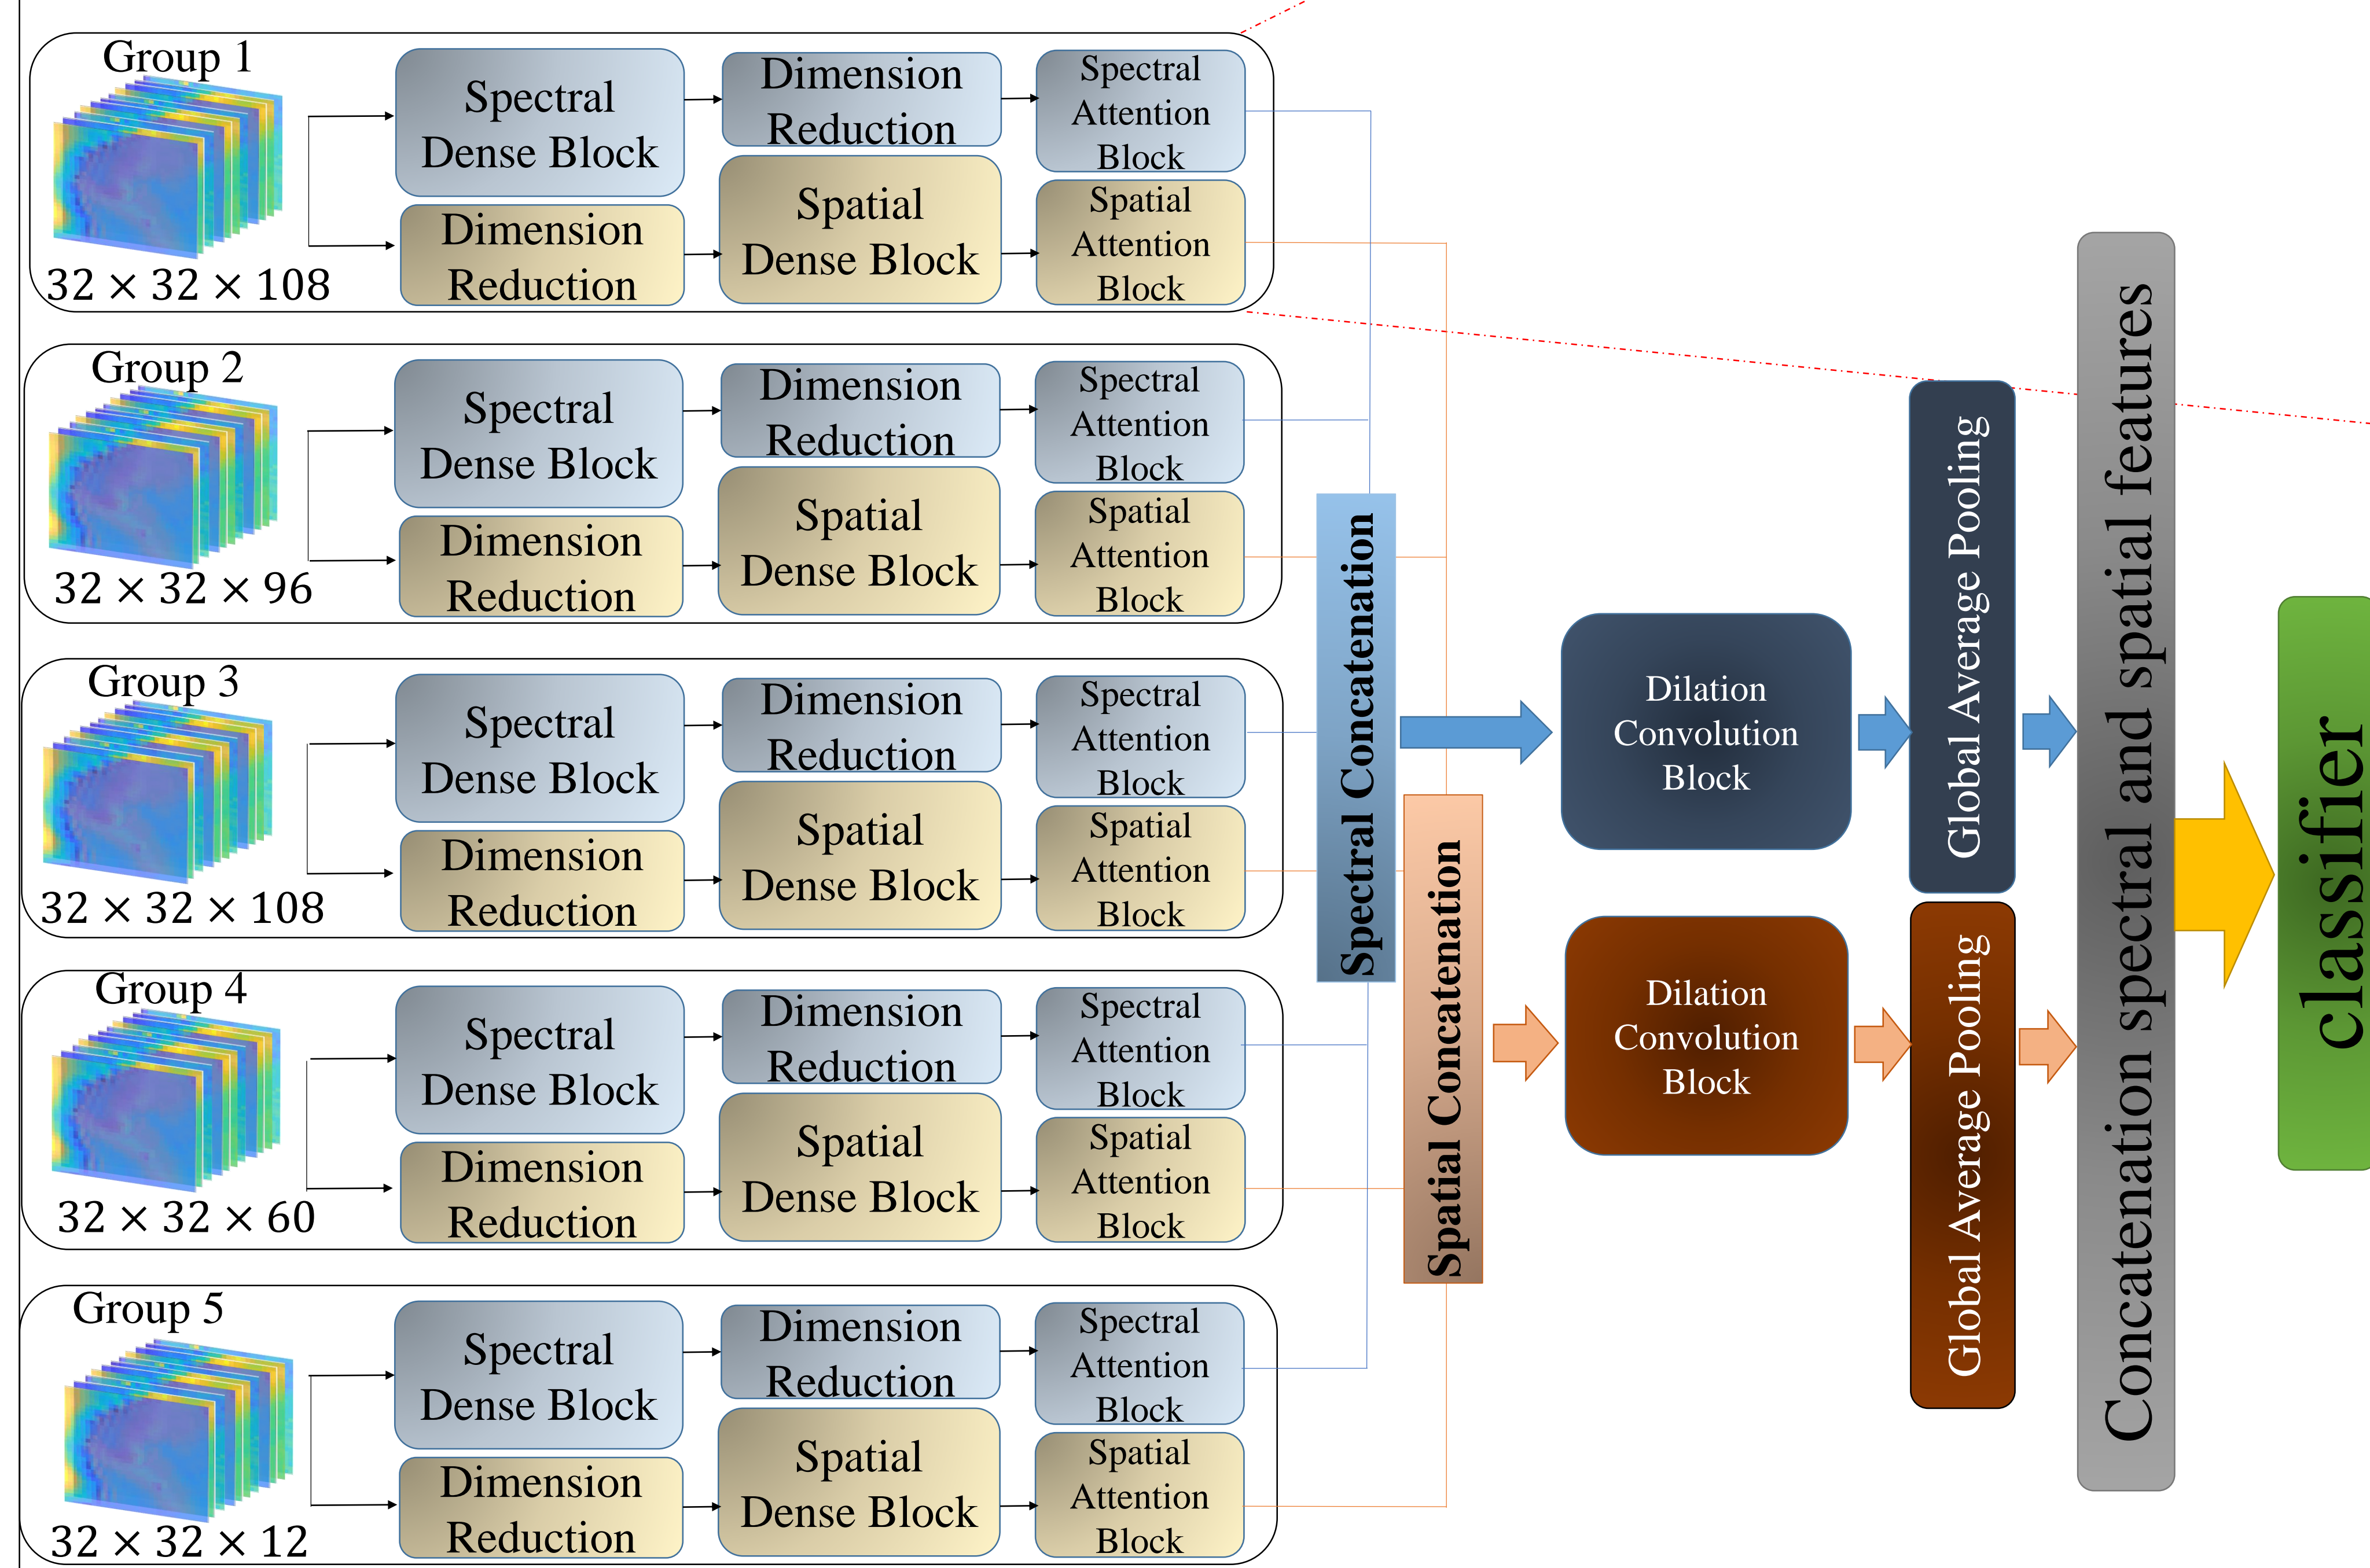 Group 1
Spectral
Dense Block
Dimension
Reduction
Spectral
Attention
Block
Dimension
Reduction
Spatial
Dense Block
Spatial
Attention
Block
32 × 32 × 108
Group 2
Spectral
Dense Block
Dimension
Reduction
Spectral
Attention
Block
Dimension
Reduction
Spatial
Dense Block
Spatial
Attention
Block
32 × 32 × 96
Group 3
Spectral
Dense Block
Dimension
Reduction
Spectral
Attention
Block
Dimension
Reduction
Spatial
Dense Block
Spatial
Attention
Block
32 × 32 × 108
Group 4
Spectral
Dense Block
Dimension
Reduction
Spectral
Attention
Block
Dimension
Reduction
Spatial
Dense Block
Spatial
Attention
Block
32 × 32 × 60
Group 5
Spectral
Dense Block
Dimension
Reduction
Spectral
Attention
Block
Dimension
Reduction
Spatial
Dense Block
Spatial
Attention
Block
32 × 32 × 12
Spectral Concatenation
Spatial Concatenation
Dilation
Convolution
Block
Global Average Pooling
Dilation
Convolution
Block
Global Average Pooling
Concatenation spectral and spatial features
classifier